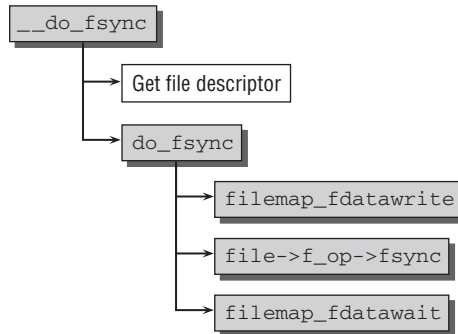 __do_fsync
Get file descriptor
do_fsync
filemap_fdatawrite
file->f_op->fsync
filemap_fdatawait